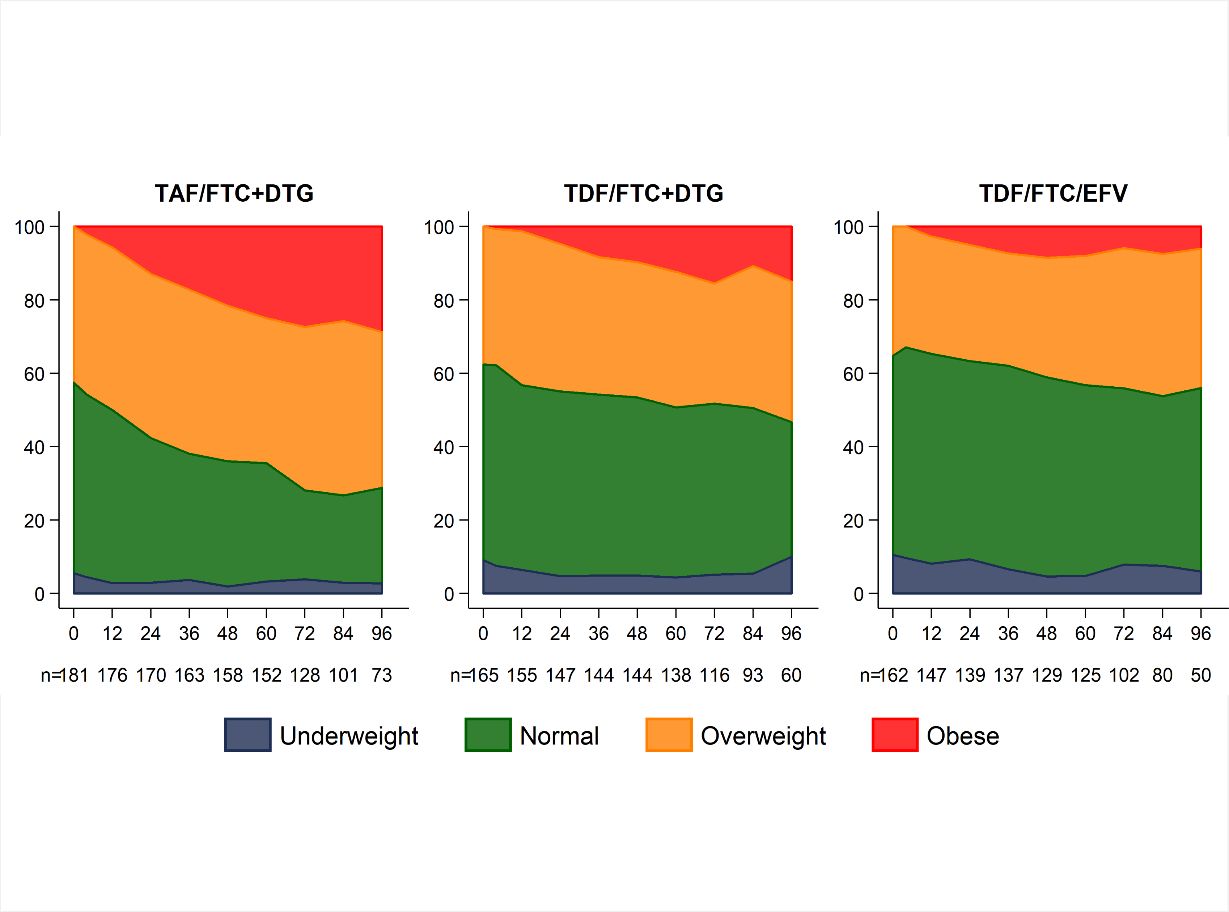 TAF/FTC+DTG TDF/FTC+DTG TDF/FTC/EFV
100 100 100
80 80 80
60 60 60
40 40 40
20 20 20
0 0 0
0 12 24 36 48 60 72 84 96 0 12 24 36 48 60 72 84 96 0 12 24 36 48 60 72 84 96
n=181 176 170 163 158 152 128 101 73 n=165 155 147 144 144 138 116 93 60 n=162 147 139 137 129 125 102 80 50
Underweight Normal Overweight Obese